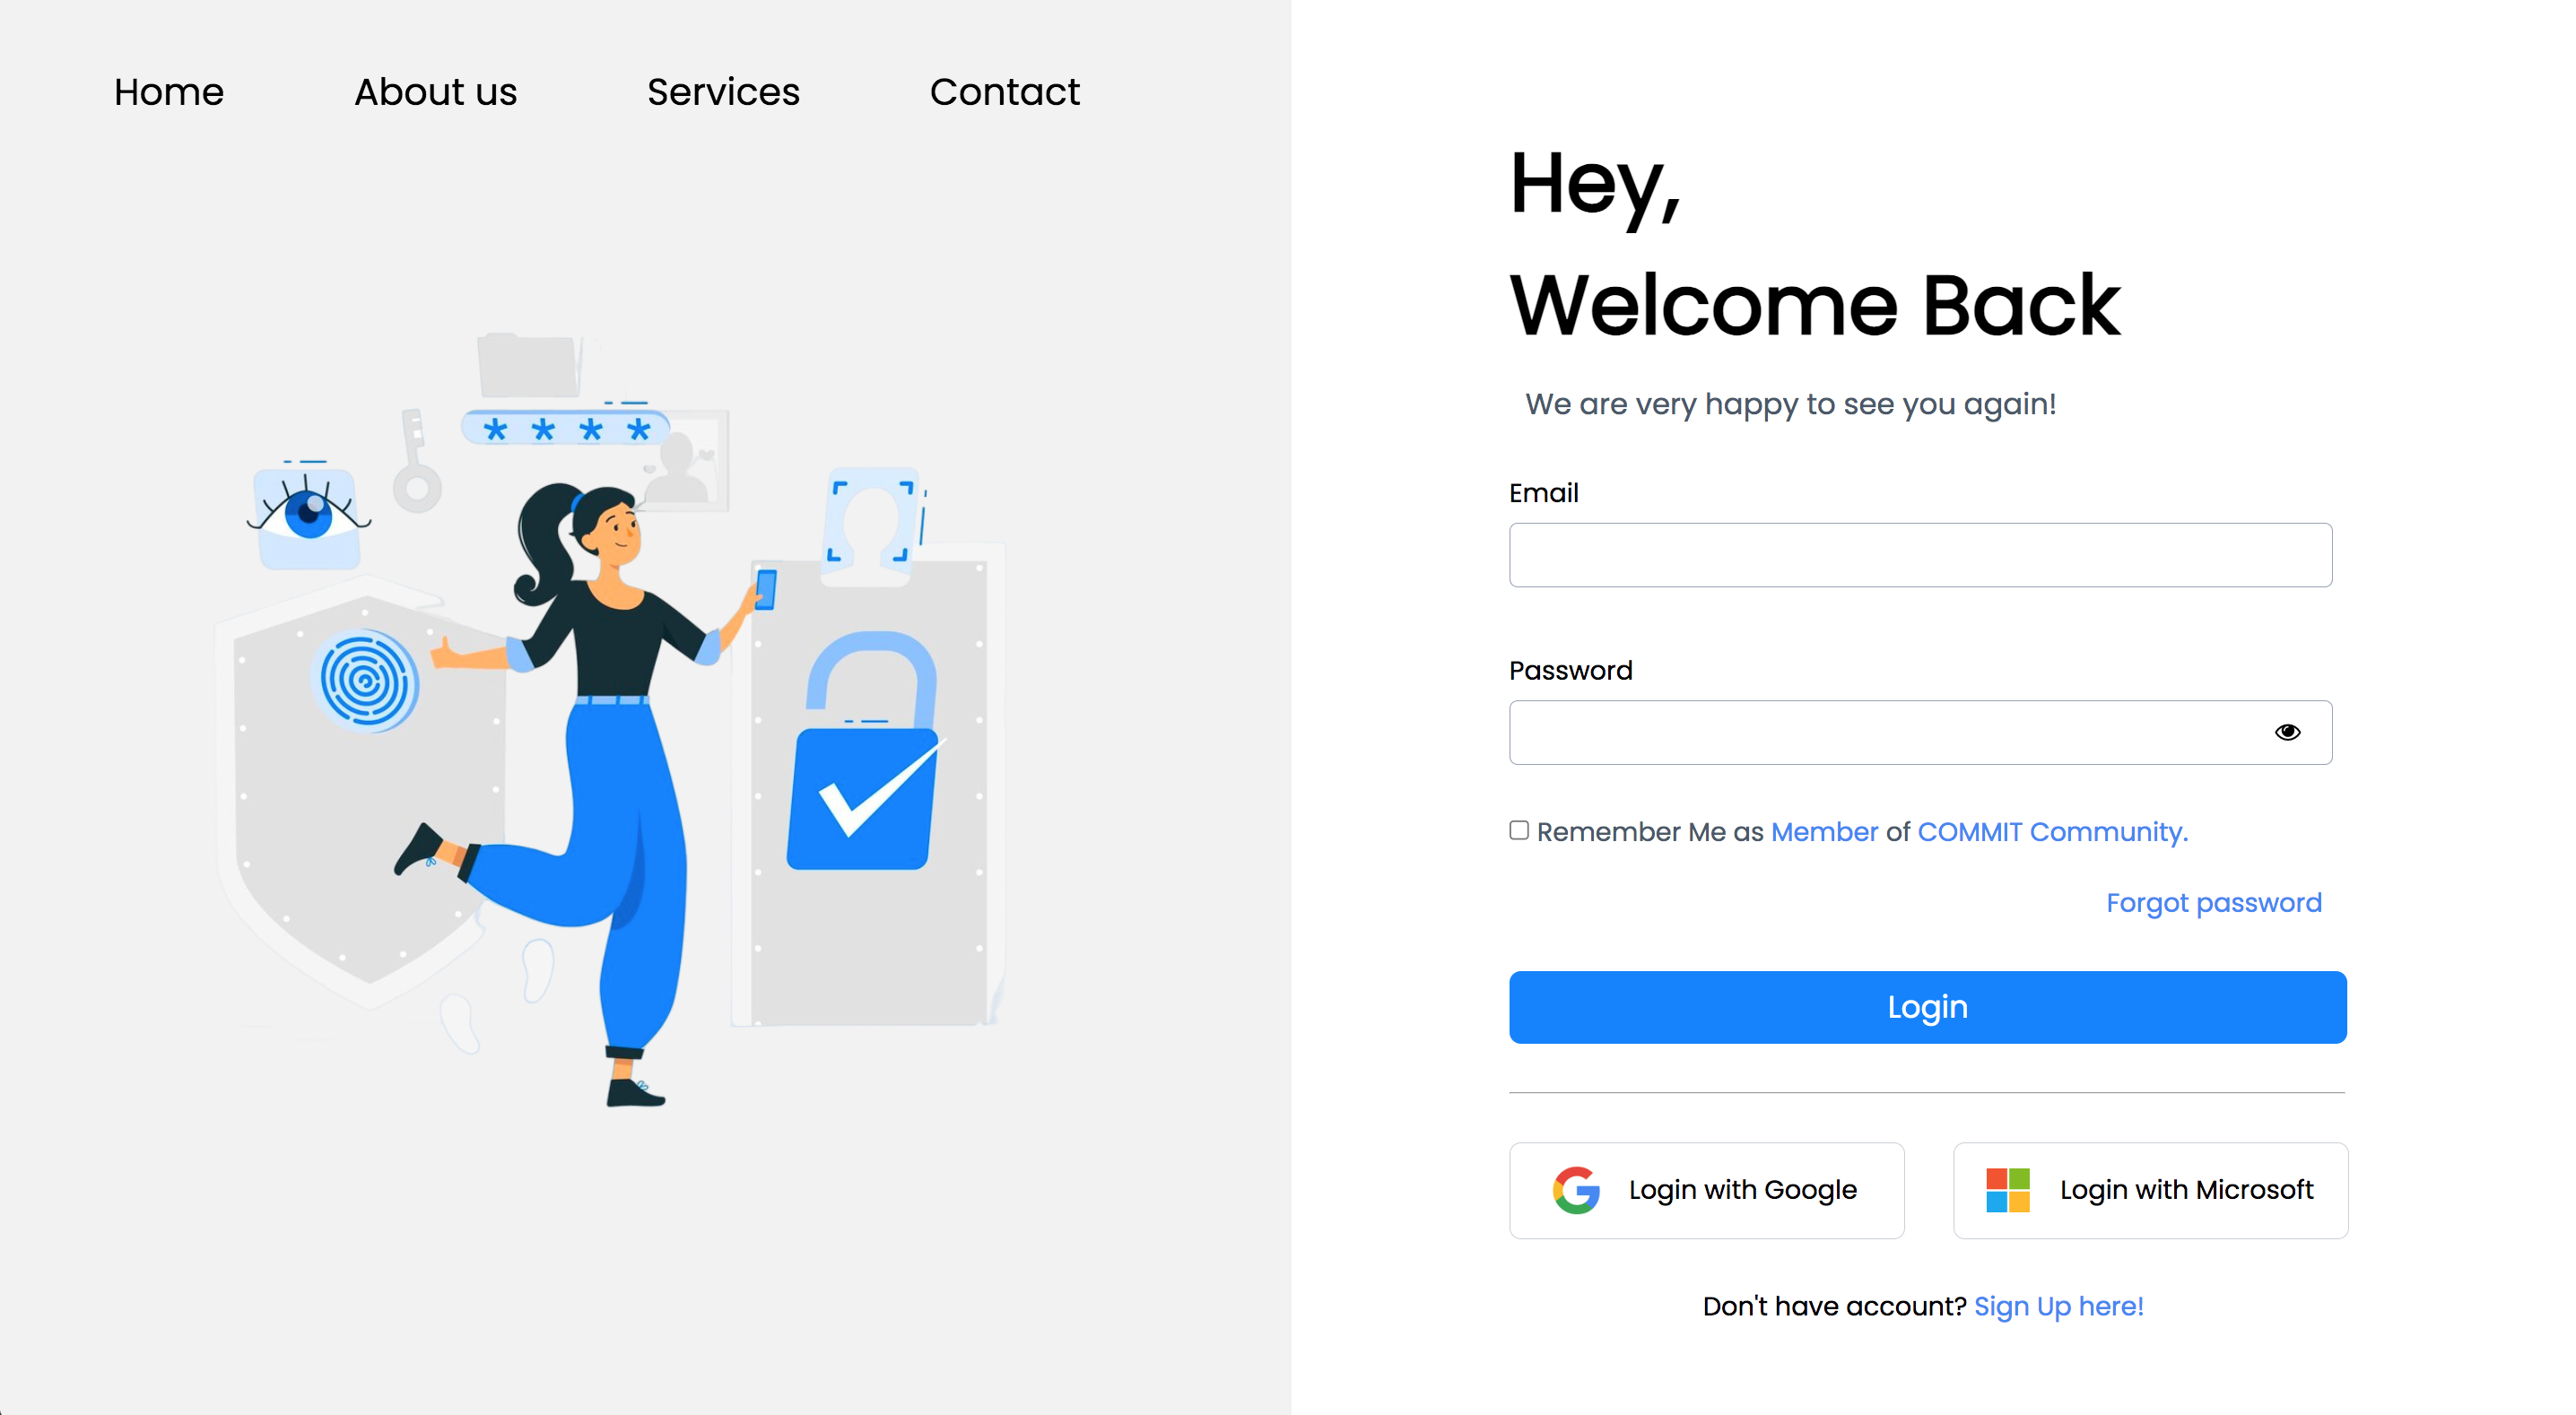 Home About us Services Contact
Hey,
Welcome Back
We are very happy to see you again!
Email
Password
Remember Me as Member of COMMIT Community.
Forgot password
Login
Login with Google Login with Microsoft
Don't have account? Sign Up here!